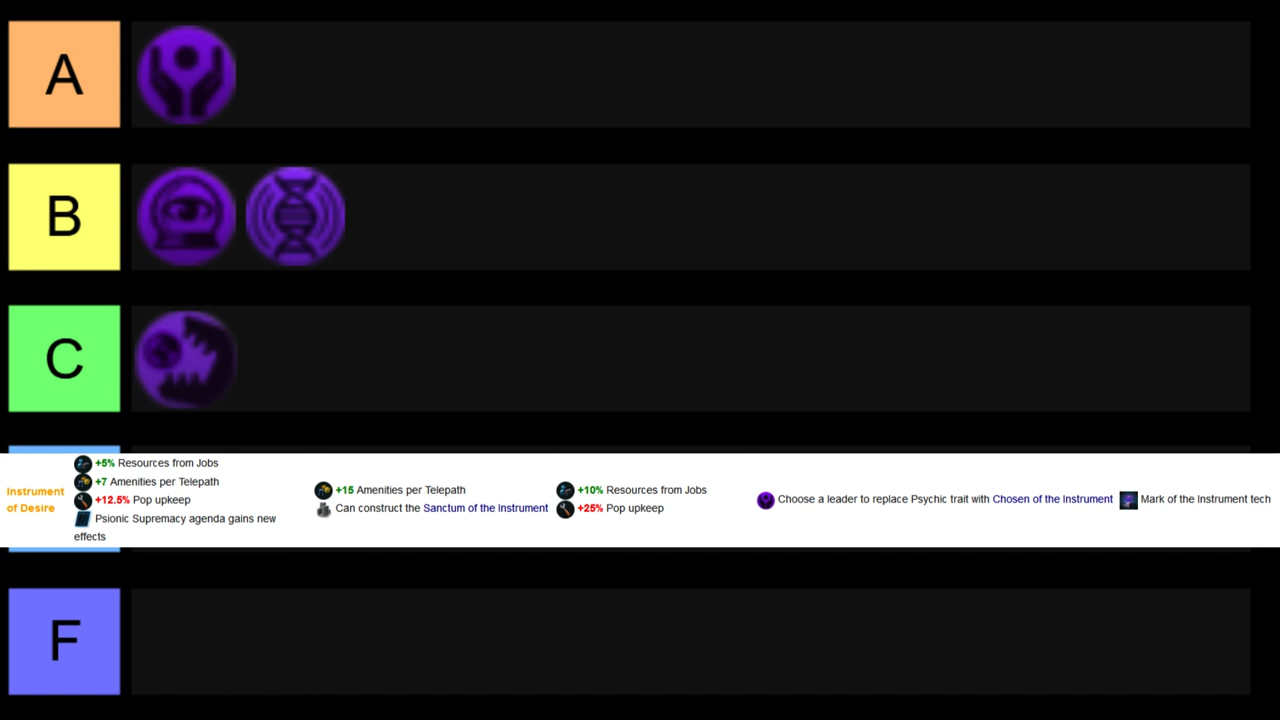 A
B
C
Instrument
of Desire
+5% Resources from Jobs
+7 Amenities per Telepath
+12.5% Pop upkeep
Psionic Supremacy agenda gains new
effects
+15 Amenities per Telepath
Can construct the Sanctum of the Instrument
+10% Resources from Jobs
+25% Pop upkeep
Choose a leader to replace Psychic trait with Chosen of the Instrument
Mark of the Instrument tech
F